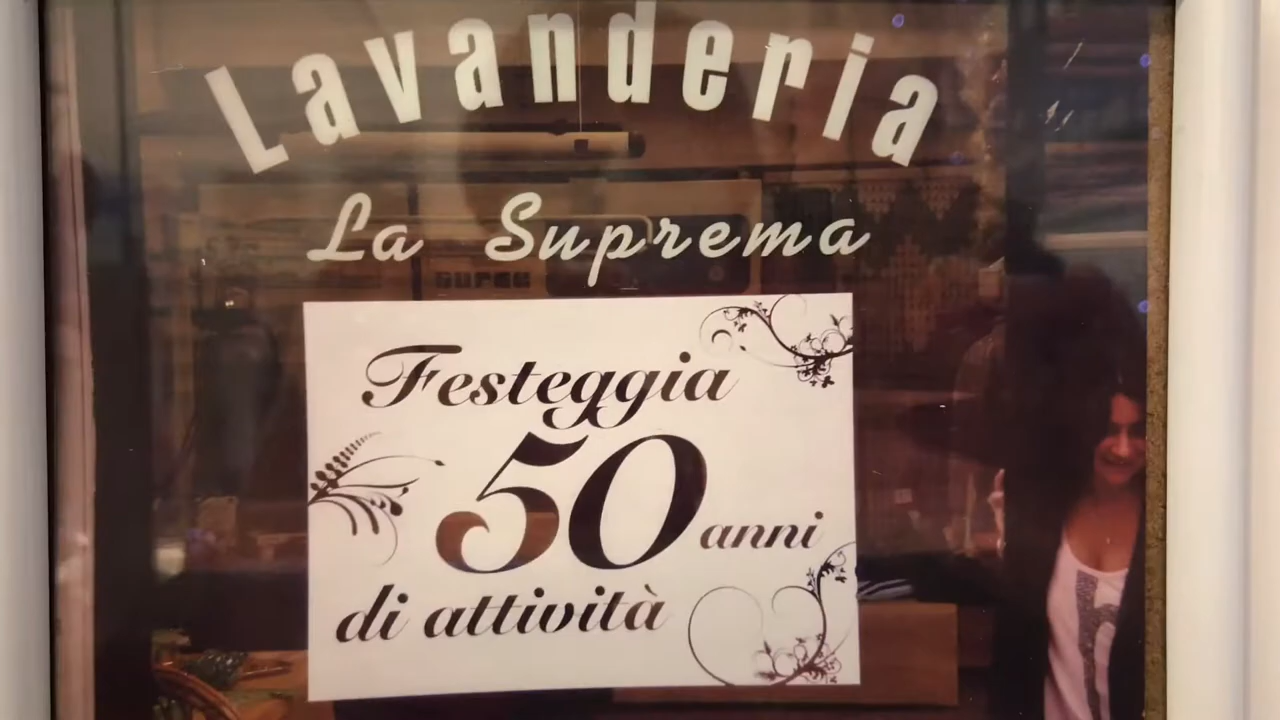 Lavanderia
La Suprema
Festeggia
50 anni
di attività